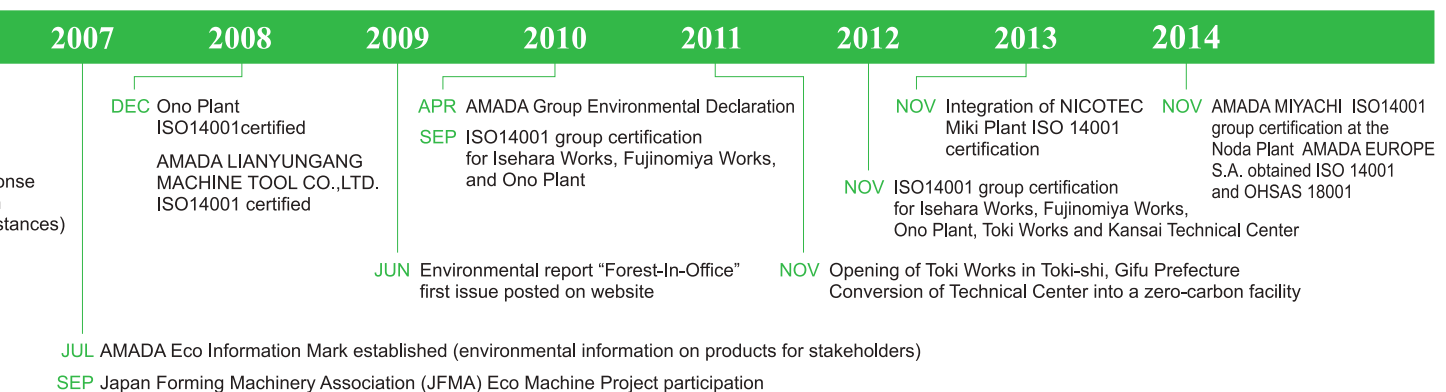 2007 2008 2009 2010 2011 2012 2013 2014
DEC Ono Plant
ISO14001certified
AMADA LIANYUNGANG
MACHINE TOOL CO.,LTD.
ISO14001 certified
stances)
APR AMADA Group Environmental Declaration
SEP ISO14001 group certification
for Isehara Works, Fujinomiya Works,
and Ono Plant
NOV Integration of NICOTEC
Miki Plant ISO 14001
certification
NOV AMADA MIYACHI ISO14001
group certification at the
Noda Plant AMADA EUROPE
S.A. obtained ISO 14001
and OHSAS 18001
NOV ISO14001 group certification
for Isehara Works, Fujinomiya Works,
Ono Plant, Toki Works and Kansai Technical Center
JUN Environmental report “Forest-In-Office”
first issue posted on website
NOV Opening of Toki Works in Toki-shi, Gifu Prefecture
Conversion of Technical Center into a zero-carbon facility
JUL AMADA Eco Information Mark established (environmental information on products for stakeholders)
SEP Japan Forming Machinery Association (JFMA) Eco Machine Project participation